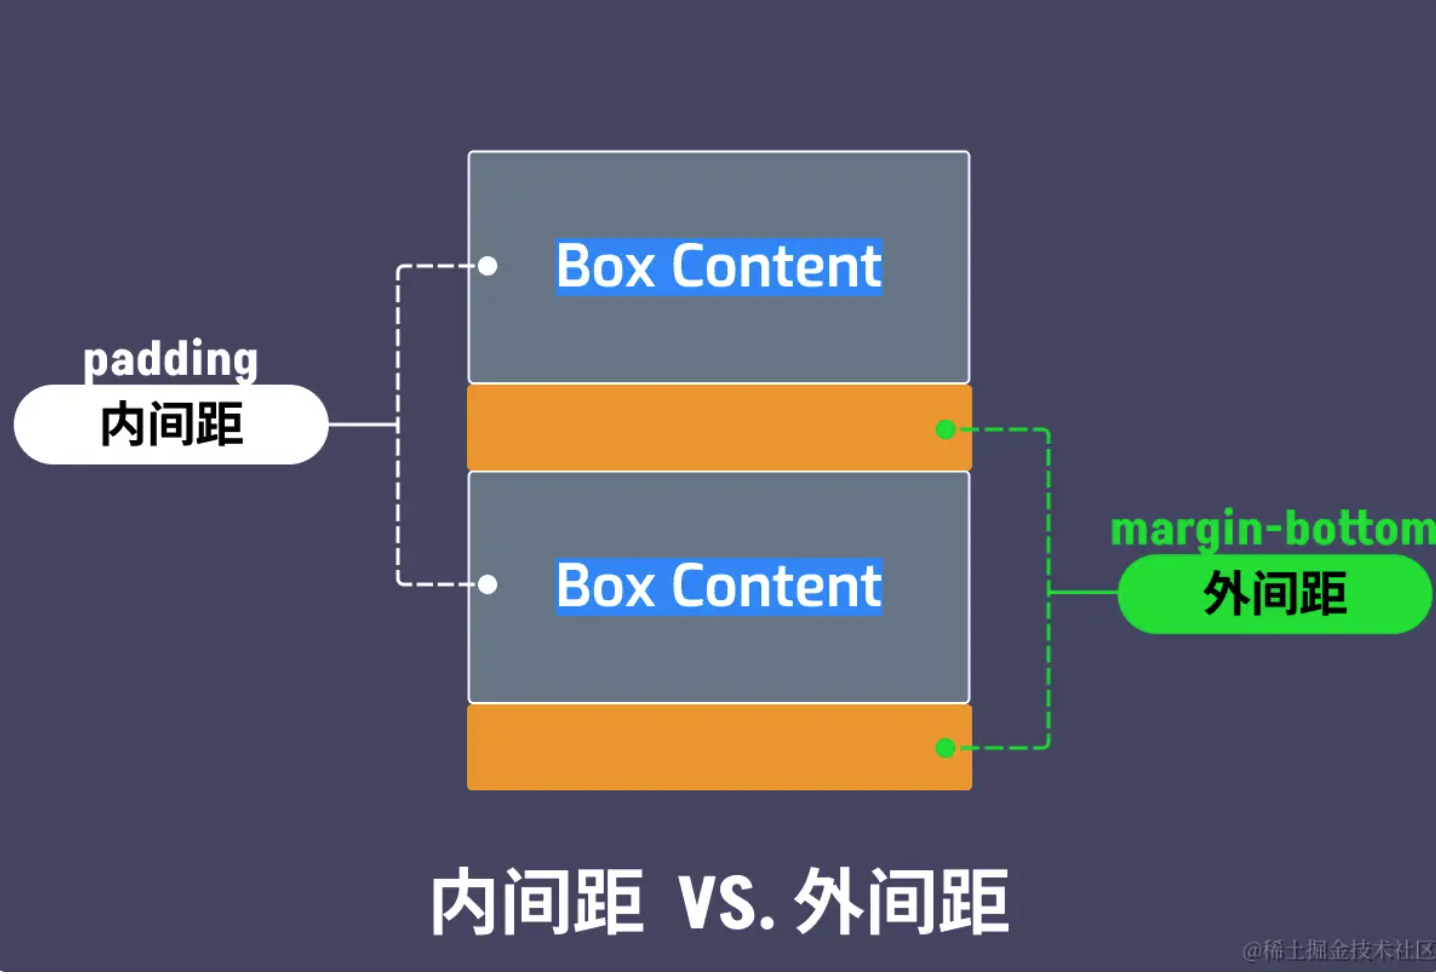 Box Content
padding
内间距
Box Content
margin-bottom
外间距
内间距 VS. 外间距
@稀土掘金技术社区